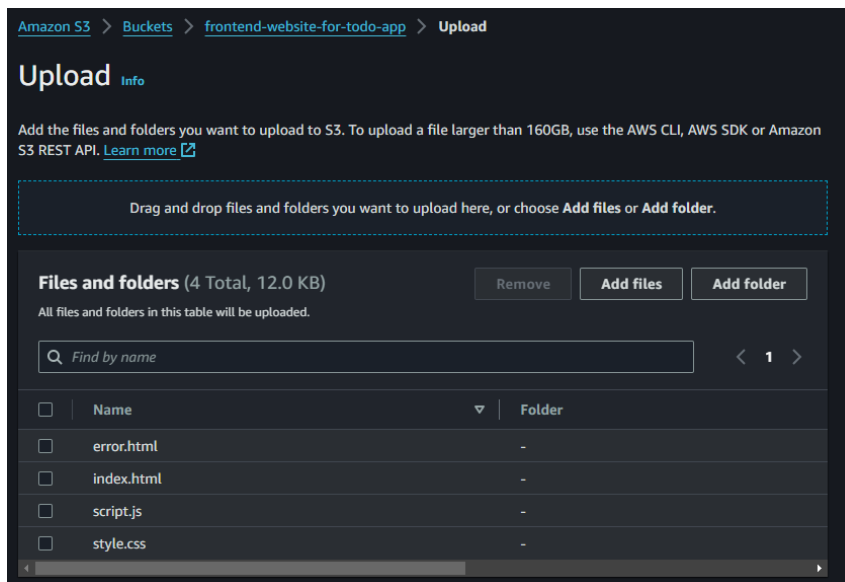 Amazon S3 > Buckets > frontend-website-for-todo-app > Upload
Upload Info
Add the files and folders you want to upload to S3. To upload a file larger than 160GB, use the AWS CLI, AWS SDK or Amazon
S3 REST API. Learn more
Drag and drop files and folders you want to upload here, or choose Add files or Add folder.
Files and folders (4 Total, 12.0 KB)
Remove
Add files
Add folder
All files and folders in this table will be uploaded.
Find by name
< 1 >
Name
Folder
error.html -
index.html -
script.js -
style.css -